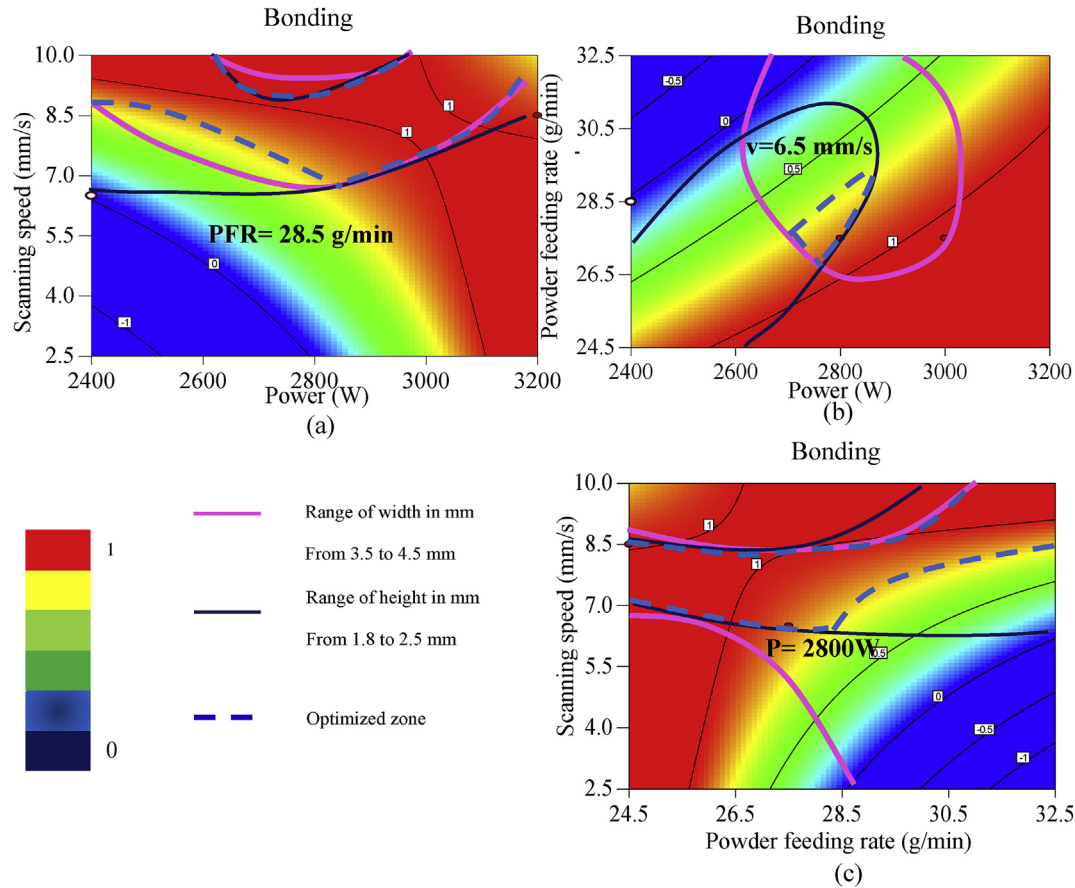 Bonding
10.0
8.5
7.0
5.5
4.0
2.5
Scanning speed (mm/s)
1
1
0
-1
PFR= 28.5 g/min
2400
2600
2800
3000
3200
Power (W)
(a)
Bonding
32.5
30.5
28.5
26.5
24.5
Powder feeding rate (g/min)
-0.5
0
v=6.5 mm/s
0.5
1
2400
2600
2800
3000
3200
Power (W)
(b)
1
0
Range of width in mm
From 3.5 to 4.5 mm
Range of height in mm
From 1.8 to 2.5 mm
Optimized zone
Bonding
10.0
8.5
7.0
5.5
4.0
2.5
Scanning speed (mm/s)
1
1
P= 2800W
0.5
0
-0.5
-1
24.5
26.5
28.5
30.5
32.5
Powder feeding rate (g/min)
(c)